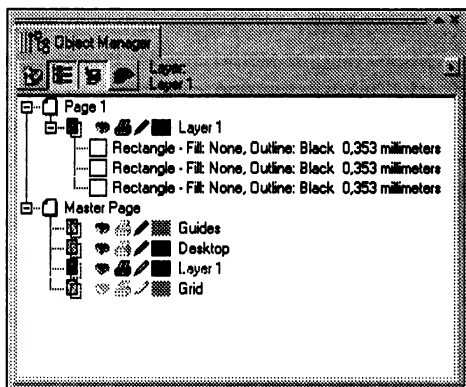 Object Manager
Layer:
Layer 1
Page 1
Layer 1
Rectangle - Fill: None, Outline: Black 0,353 millimeters
Rectangle - Fill: None, Outline: Black 0,353 millimeters
Rectangle - Fill: None, Outline: Black 0,353 millimeters
Master Page
Guides
Desktop
Layer 1
Grid